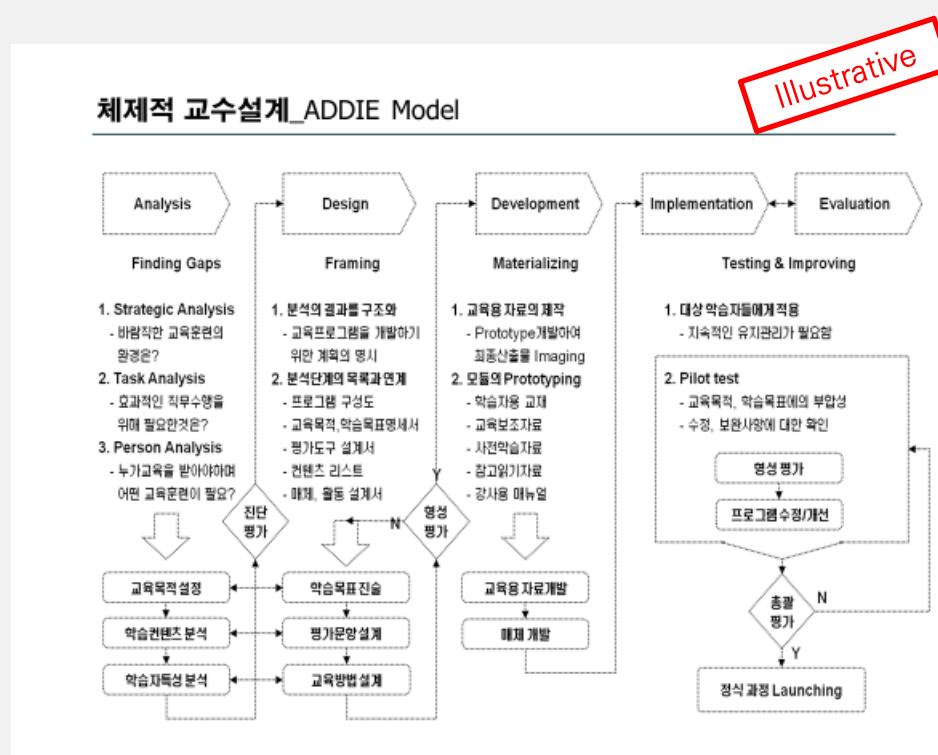 Illustrative
체제적 교수설계_ADDIE Model
Analysis
Design
Development
Implementation
Evaluation
Finding Gaps
Framing
Materializing
Testing & Improving
1. Strategic Analysis
- 바람직한 교육훈련의
환경은?
2. Task Analysis
- 효과적인 직무수행을
위해 필요한것은?
3. Person Analysis
- 누가교육을 받아야하며
어떤 교육훈련이 필요?
1. 분석의 결과를 구조화
- 교육프로그램을 개발하기
위한 계획의 명시
2. 분석단계의 목록과 연계
- 프로그램 구성도
- 교육목적,학습목표명세서
- 평가도구 설계서
- 컨텐츠 리스트
- 매체, 활동 설계서
1. 교육용 자료의 제작
- Prototype개발하여
최종산출물 Imaging
2. 모듈의 Prototyping
- 학습자용 교재
- 교육보조자료
- 사전학습자료
- 참고읽기자료
- 강사용 매뉴얼
1. 대상 학습자들에게 적용
- 지속적인 유지관리가 필요함
2. Pilot test
- 교육목적, 학습목표에의 부합성
- 수정, 보완사항에 대한 확인
형성 평가
프로그램 수정/개선
진단
평가
Y
N
형성
평가
교육목적 설정
학습컨텐츠 분석
학습자특성 분석
학습목표 진술
평가문항 설계
교육방법 설계
교육용 자료개발
매체 개발
총괄
평가
N
Y
정식 과정 Launching